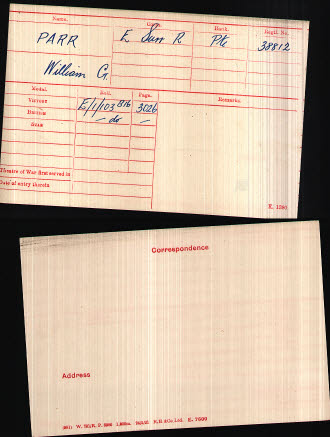 Name. Corps. Rank. Regtl. No.
PARR E Surr R Pte 38812
William G.
Medal. Roll. Page. Remarks.
Victory E/1/103 B16 3026
British — do — —
Star
Theatre of War first served in
Date of entry therein
K. 1380
Correspondence
Address